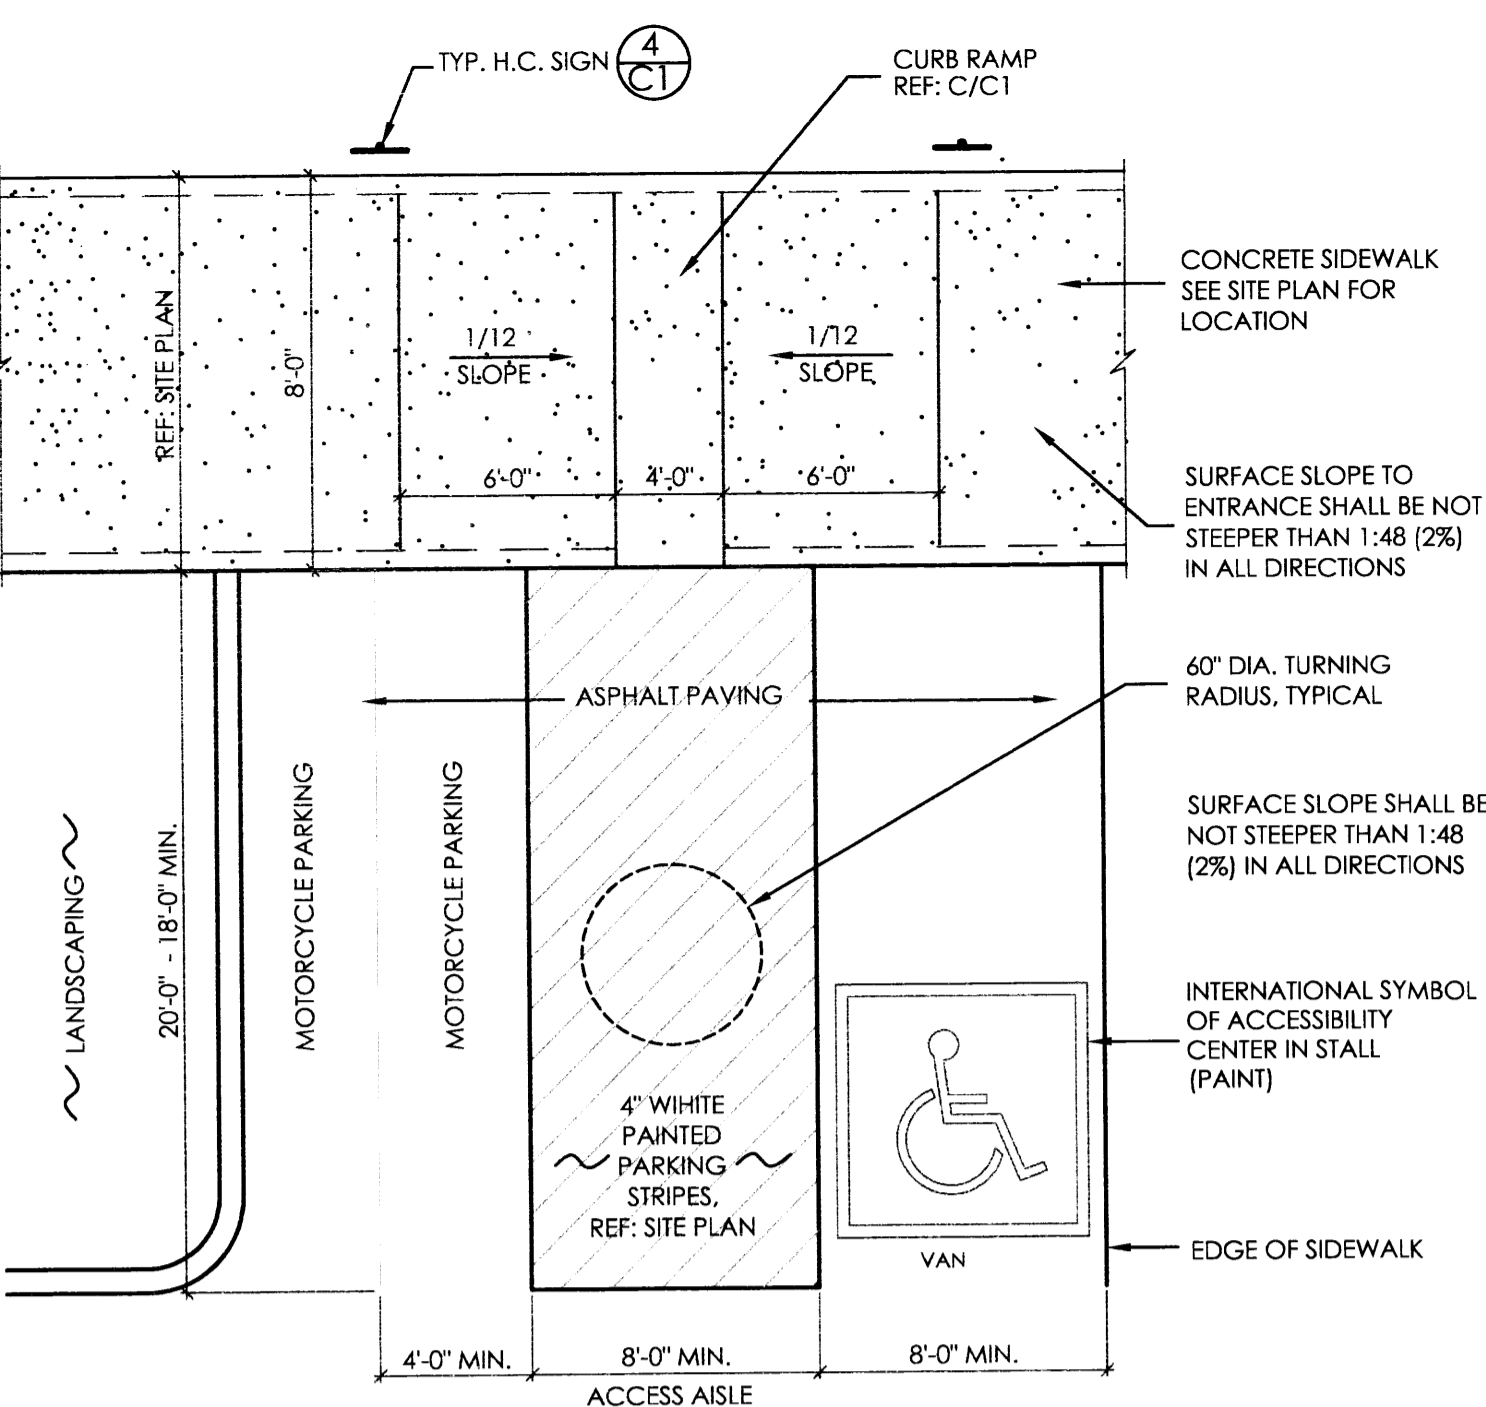 TYP. H.C. SIGN
4
C1
CURB RAMP
REF: C/C1
CONCRETE SIDEWALK
SEE SITE PLAN FOR
LOCATION
REF: SITE PLAN
8'-0"
1/12
SLOPE
1/12
SLOPE
6'-0"
4'-0"
6'-0"
SURFACE SLOPE TO
ENTRANCE SHALL BE NOT
STEEPER THAN 1:48 (2%)
IN ALL DIRECTIONS
ASPHALT PAVING
60" DIA. TURNING
RADIUS, TYPICAL
SURFACE SLOPE SHALL BE
NOT STEEPER THAN 1:48
(2%) IN ALL DIRECTIONS
LANDSCAPING
20'-0" - 18'-0" MIN.
MOTORCYCLE PARKING
MOTORCYCLE PARKING
INTERNATIONAL SYMBOL
OF ACCESSIBILITY
CENTER IN STALL
(PAINT)
4" WIHITE
PAINTED
PARKING
STRIPES,
REF: SITE PLAN
VAN
EDGE OF SIDEWALK
4'-0" MIN.
8'-0" MIN.
8'-0" MIN.
ACCESS AISLE